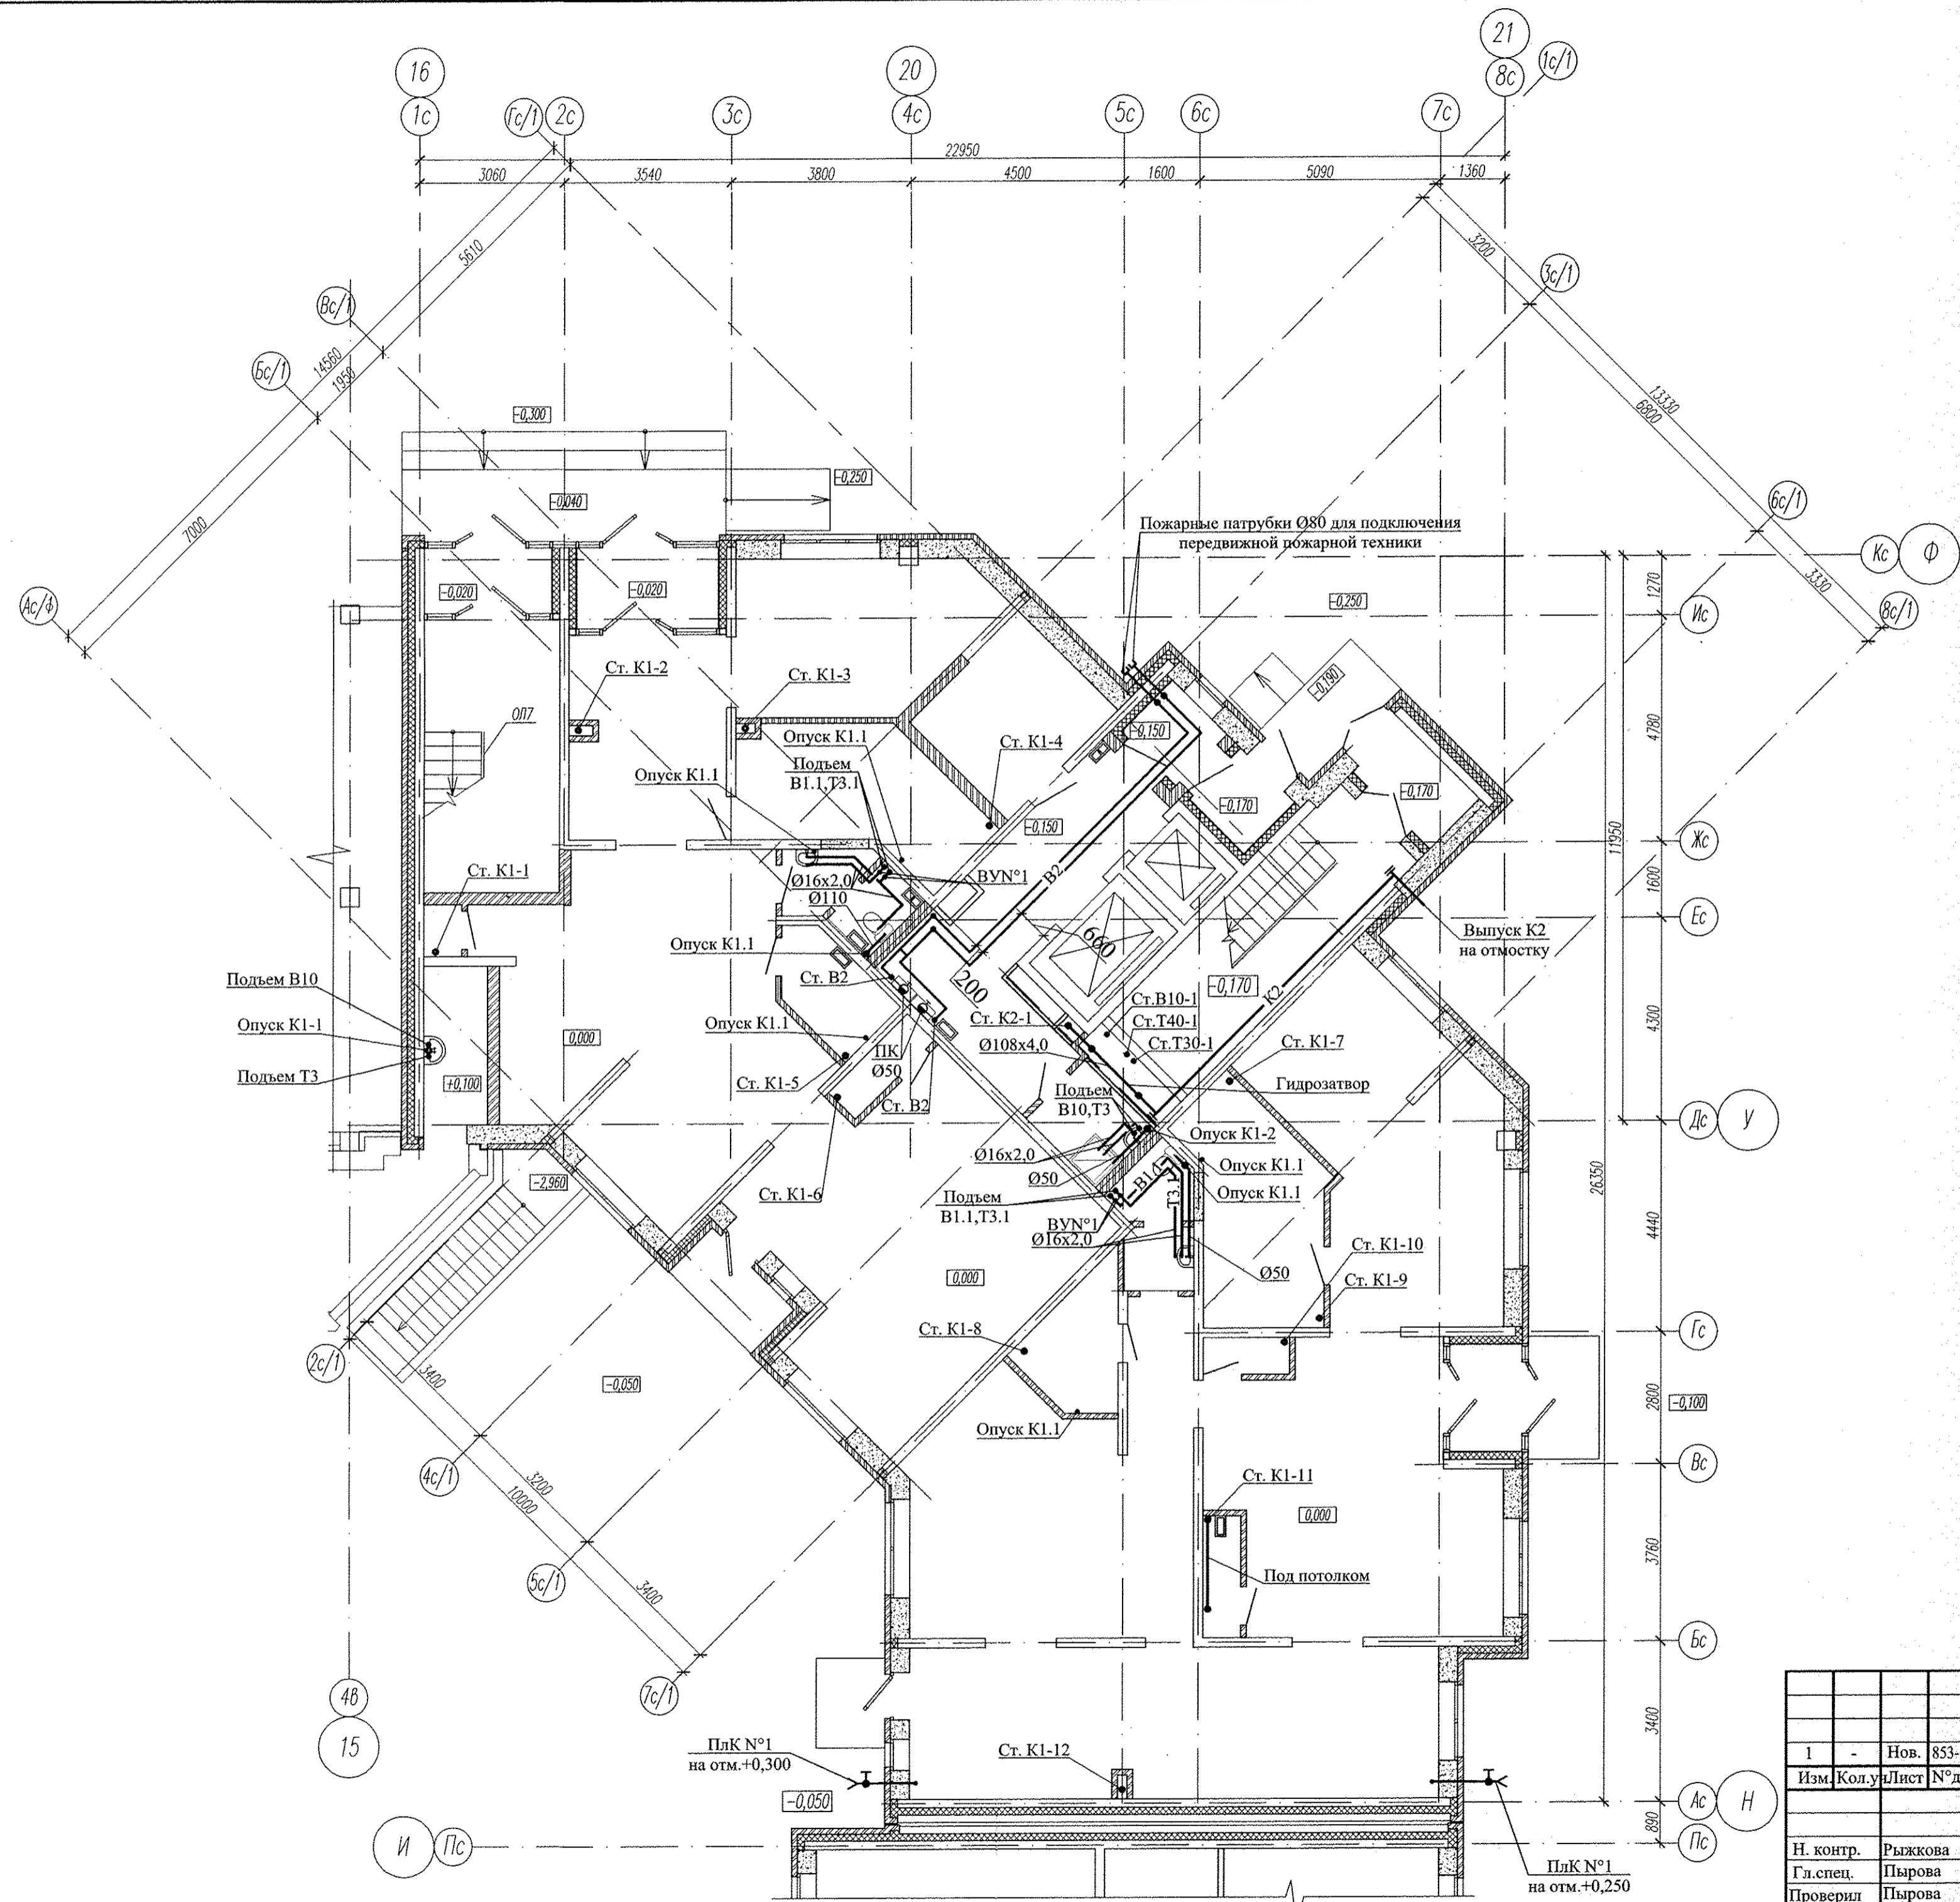 21
16
20
1с/1
8с
Гс/1
1с
2с
3с
4с
5с
6с
7с
22950
3060
3540
3800
4500
1600
5090
1360
5610
3200
3с/1
Вс/1
14560
1950
Бс/1
13330
6800
-0,300
-0,250
-0,040
6с/1
7000
Пожарные патрубки Ø80 для подключения
передвижной пожарной техники
Кс
Ф
3330
1270
-0,020
-0,020
-0,250
Ас/ф
Ис
8с/1
Ст. К1-2
Ст. К1-3
-0,190
ОП7
-0,150
Опуск К1.1
Ст. К1-4
4780
Подъем
В1.1,Т3.1
Опуск К1.1
-0,170
-0,170
-0,150
11950
Жс
Ст. К1-1
Ø16х2,0
ВУN°1
В2
1600
Ø110
Ес
Опуск К1.1
660
Выпуск К2
на отмостку
Подъем В10
Ст. В2
200
-0,170
К2
Ст.В10-1
Опуск К1-1
Опуск К1.1
Ст. К2-1
Ст.Т40-1
4300
0,000
Ø108х4,0
Ст.Т30-1
Ст. К1-7
ПК
Ø50
Подъем Т3
+0,100
Ст. К1-5
Гидрозатвор
Подъем
В10,Т3
Ст. В2
Дс
У
Опуск К1-2
Ø16х2,0
Опуск К1.1
Ø50
26350
-2,960
Ст. К1-6
В1.1
Т3.1
Опуск К1.1
Подъем
В1.1,Т3.1
ВУN°1
4440
Ø16х2,0
Ст. К1-10
0,000
Ø50
Ст. К1-9
Ст. К1-8
Гс
2с/1
3400
-0,050
2800
-0,100
Опуск К1.1
4с/1
3200
10000
Вс
Ст. К1-11
0,000
5с/1
3400
Под потолком
3760
Бс
7с/1
4в
15
3400
ПлК N°1
на отм.+0,300
Ст. К1-12
1 - Нов. 853-
Изм. Кол.уч Лист N°д
-0,050
Ас
Н
890
И
Пс
Пс
Н. контр. Рыжкова
ПлК N°1
на отм.+0,250
Гл.спец. Пырова
Проверил Пырова